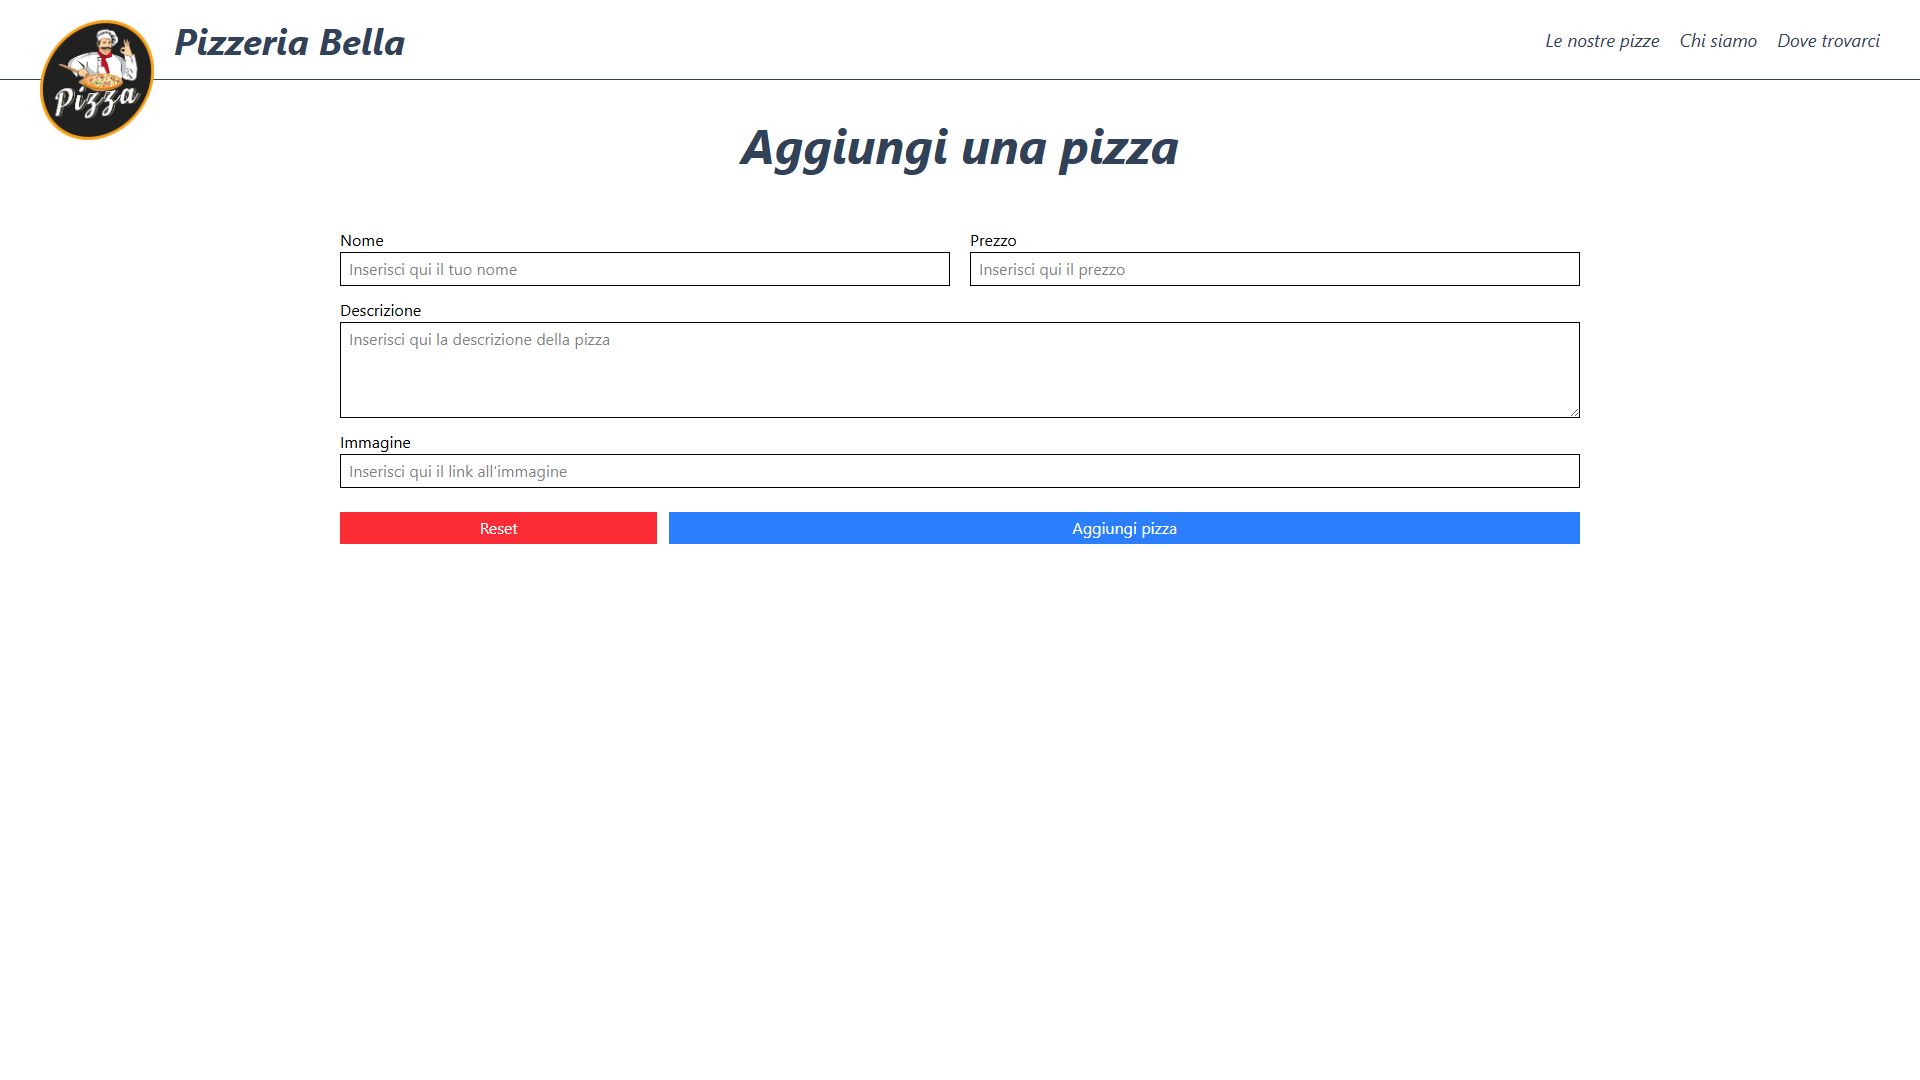 Pizza
Pizzeria Bella
Le nostre pizze Chi siamo Dove trovarci
Aggiungi una pizza
Nome Prezzo
Inserisci qui il tuo nome Inserisci qui il prezzo
Descrizione
Inserisci qui la descrizione della pizza
Immagine
Inserisci qui il link all'immagine
Reset Aggiungi pizza